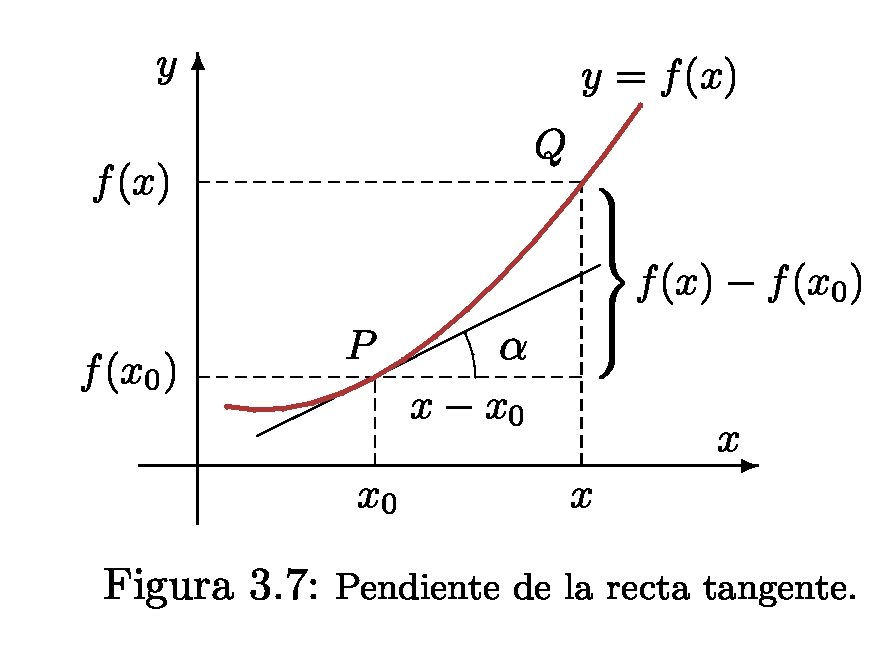 y
y = f(x)
Q
f(x)
f(x) − f(x₀)
P
α
f(x₀)
x − x₀
x
x₀
x
Figura 3.7: Pendiente de la recta tangente.